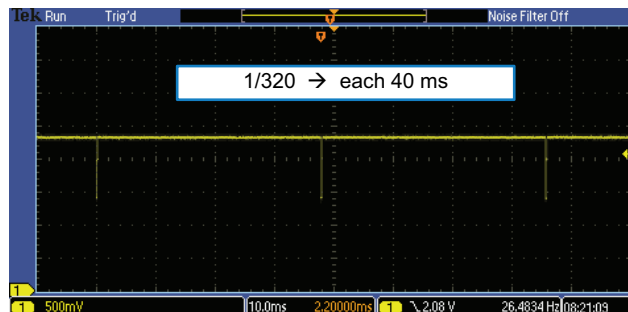 Tek Run Trig'd Noise Filter Off
1/320 → each 40 ms
1
1 500mV 10.0ms 2.20000ms 1 2.08 V 26.4834 Hz 08:21:09